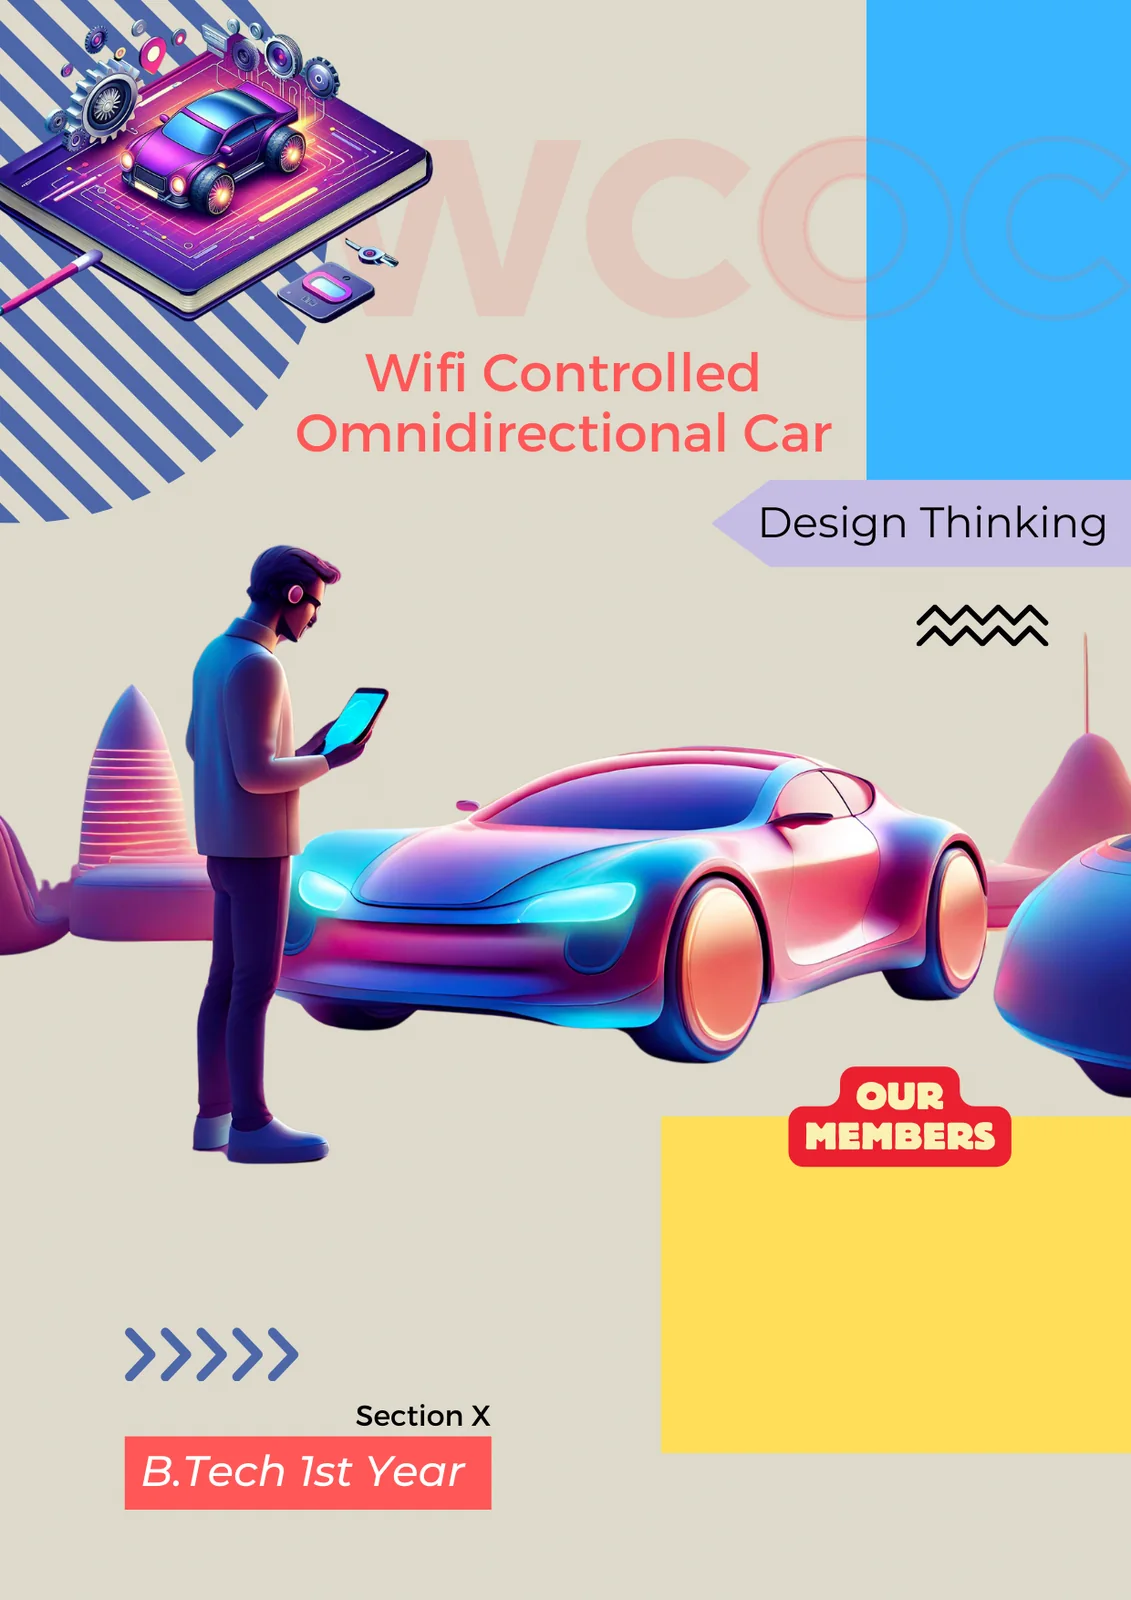 WCOC
Wifi Controlled
Omnidirectional Car
Design Thinking
OUR
MEMBERS
Section X
B.Tech 1st Year